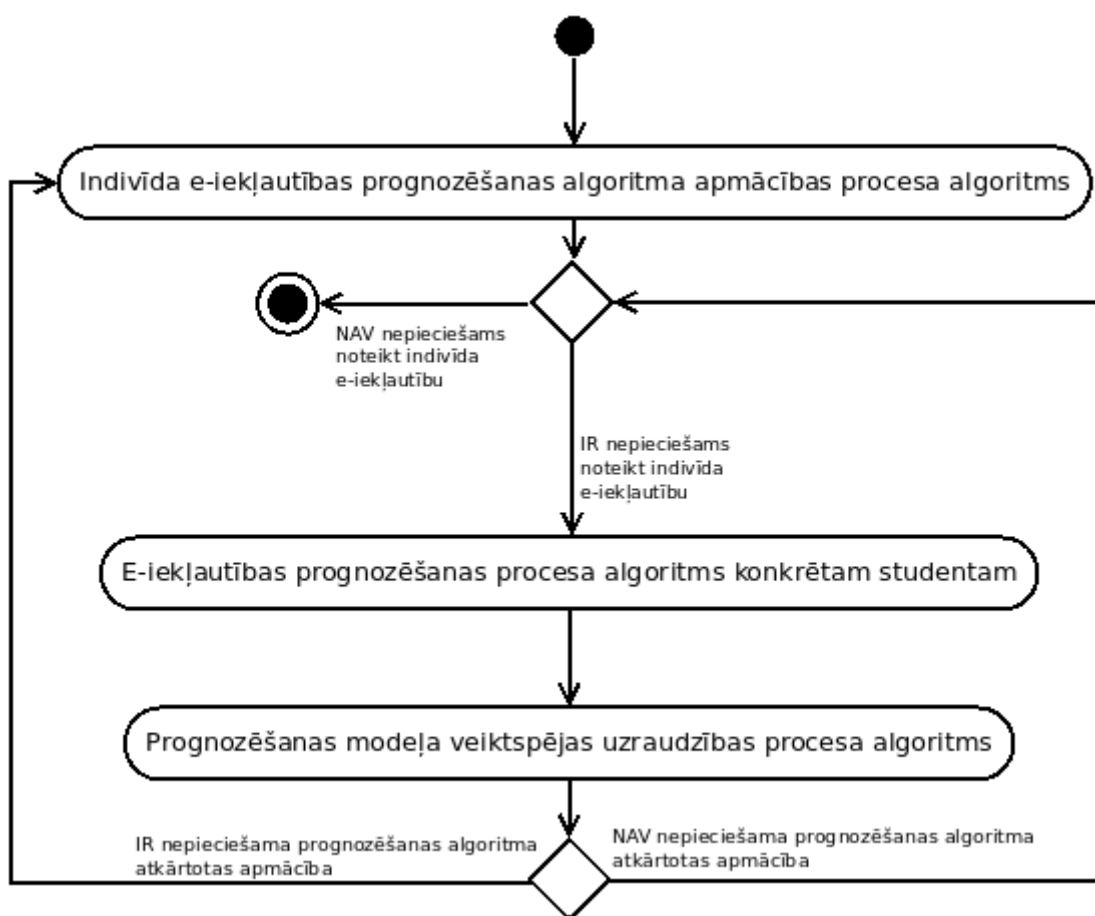 Indivīda e-iekļautības prognozēšanas algoritma apmācības procesa algoritms
NAV nepieciešams
noteikt indivīda
e-iekļautību
IR nepieciešams
noteikt indivīda
e-iekļautību
E-iekļautības prognozēšanas procesa algoritms konkrētam studentam
Prognozēšanas modeļa veiktspējas uzraudzības procesa algoritms
IR nepieciešama prognozēšanas algoritma
atkārtotas apmācība
NAV nepieciešama prognozēšanas algoritma
atkārtotas apmācība